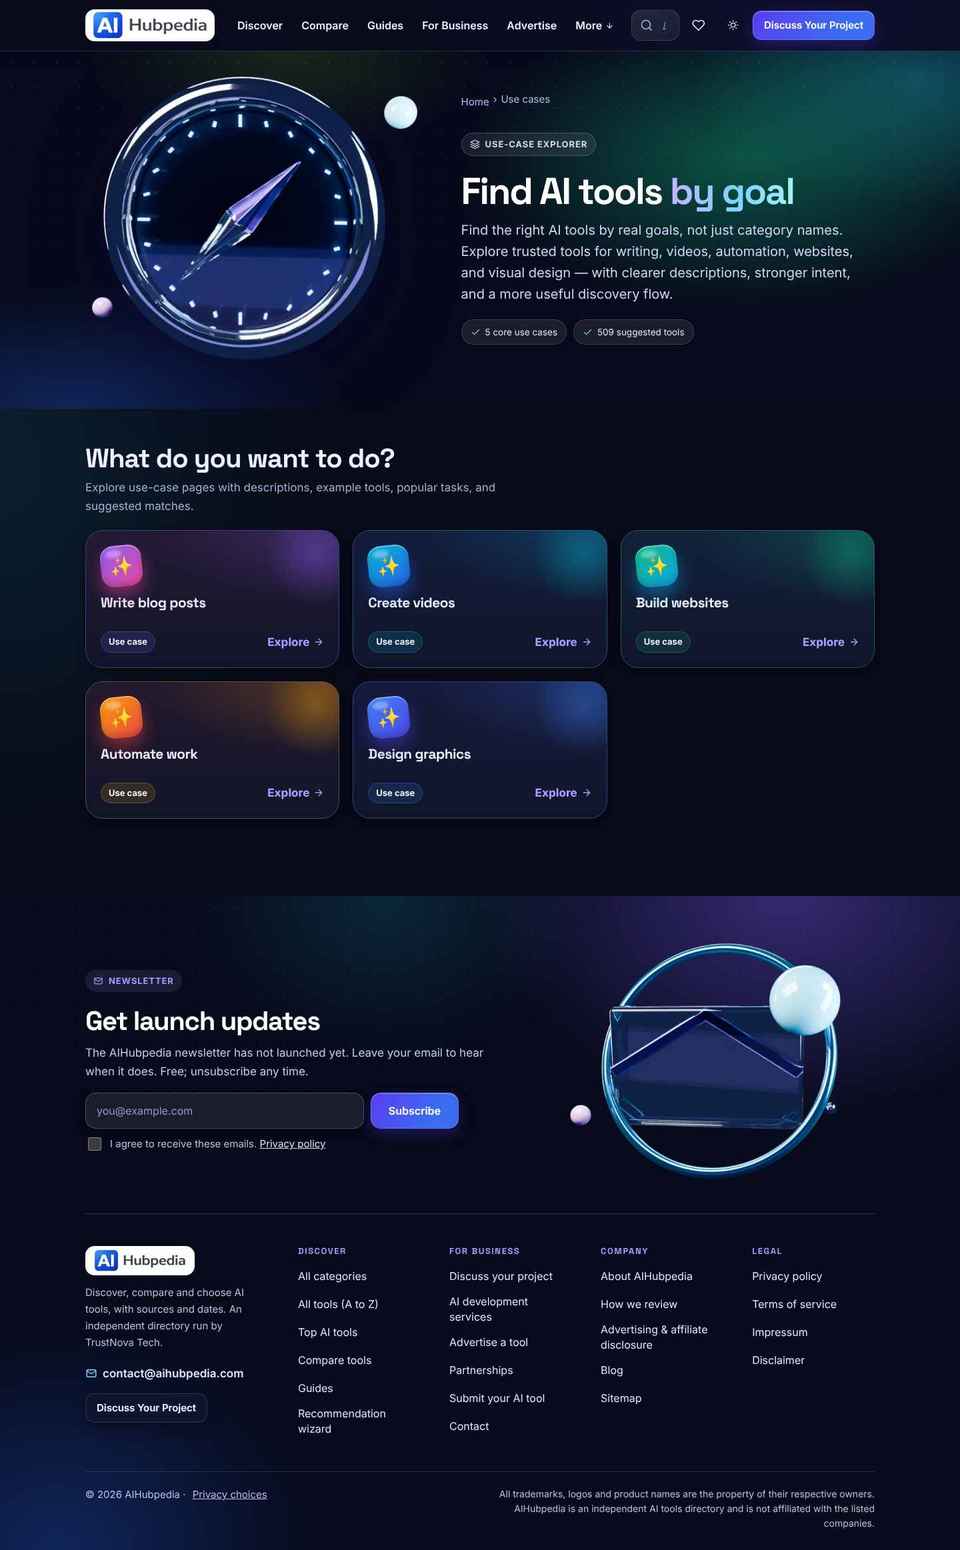 AI Hubpedia
Discover
Compare
Guides
For Business
Advertise
More ↓
/
Discuss Your Project
Home › Use cases
USE-CASE EXPLORER
Find AI tools by goal
Find the right AI tools by real goals, not just category names.
Explore trusted tools for writing, videos, automation, websites,
and visual design — with clearer descriptions, stronger intent,
and a more useful discovery flow.
5 core use cases
509 suggested tools
What do you want to do?
Explore use-case pages with descriptions, example tools, popular tasks, and
suggested matches.
Write blog posts
Use case
Explore →
Create videos
Use case
Explore →
Build websites
Use case
Explore →
Automate work
Use case
Explore →
Design graphics
Use case
Explore →
NEWSLETTER
Get launch updates
The AIHubpedia newsletter has not launched yet. Leave your email to hear
when it does. Free; unsubscribe any time.
you@example.com
Subscribe
I agree to receive these emails. Privacy policy
AI Hubpedia
Discover, compare and choose AI
tools, with sources and dates. An
independent directory run by
TrustNova Tech.
contact@aihubpedia.com
Discuss Your Project
DISCOVER
All categories
All tools (A to Z)
Top AI tools
Compare tools
Guides
Recommendation
wizard
FOR BUSINESS
Discuss your project
AI development
services
Advertise a tool
Partnerships
Submit your AI tool
Contact
COMPANY
About AIHubpedia
How we review
Advertising & affiliate
disclosure
Blog
Sitemap
LEGAL
Privacy policy
Terms of service
Impressum
Disclaimer
© 2026 AIHubpedia · Privacy choices
All trademarks, logos and product names are the property of their respective owners.
AIHubpedia is an independent AI tools directory and is not affiliated with the listed
companies.